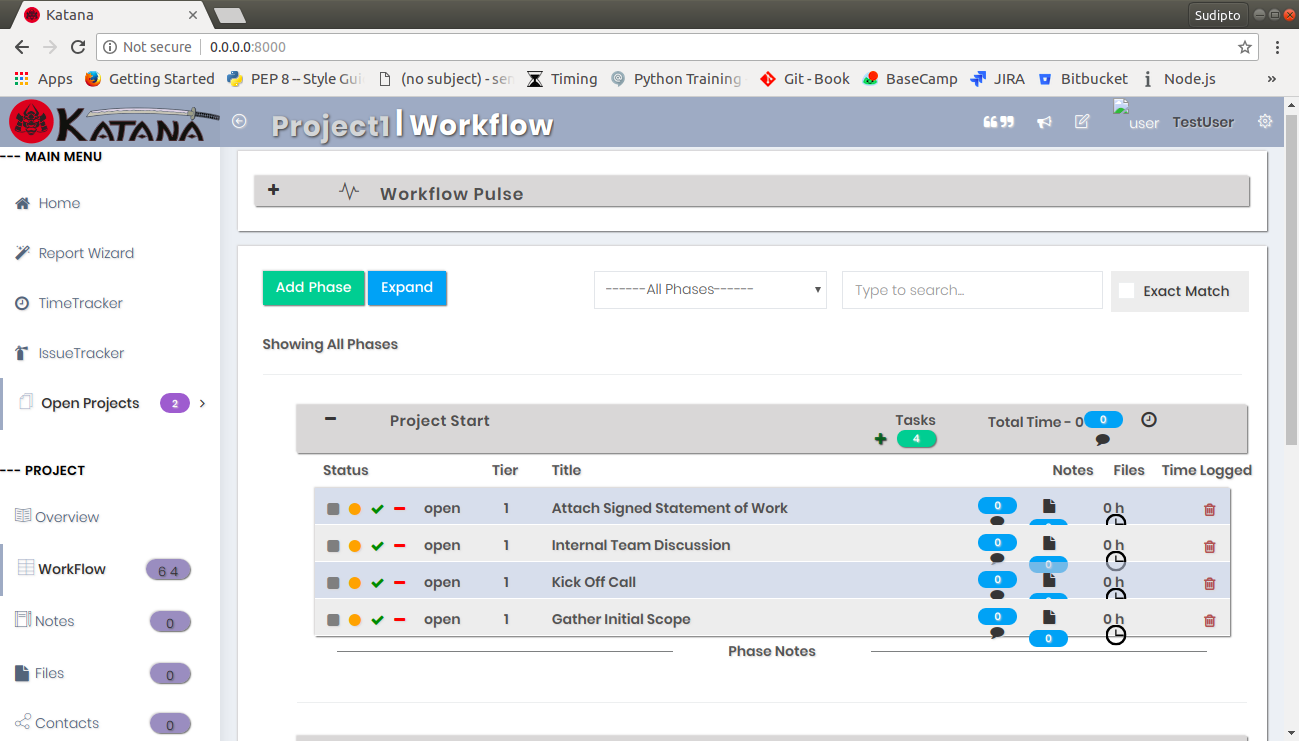 Katana
Sudipto
Not secure 0.0.0.0:8000
Apps Getting Started PEP 8 -- Style Gui (no subject) - sen Timing Python Training Git - Book BaseCamp JIRA Bitbucket Node.js »
KATANA Project1 | Workflow user TestUser
--- MAIN MENU
Workflow Pulse
Home
Report Wizard
TimeTracker
IssueTracker
Open Projects 2
Add Phase Expand ------All Phases------ Type to search... Exact Match
Showing All Phases
Project Start Tasks 4 Total Time - 0 0
Status Tier Title Notes Files Time Logged
open 1 Attach Signed Statement of Work 0 0 h
open 1 Internal Team Discussion 0 0 0 h
open 1 Kick Off Call 0 0 h
open 1 Gather Initial Scope 0 0 0 h
Phase Notes
--- PROJECT
Overview
WorkFlow 6 4
Notes 0
Files 0
Contacts 0